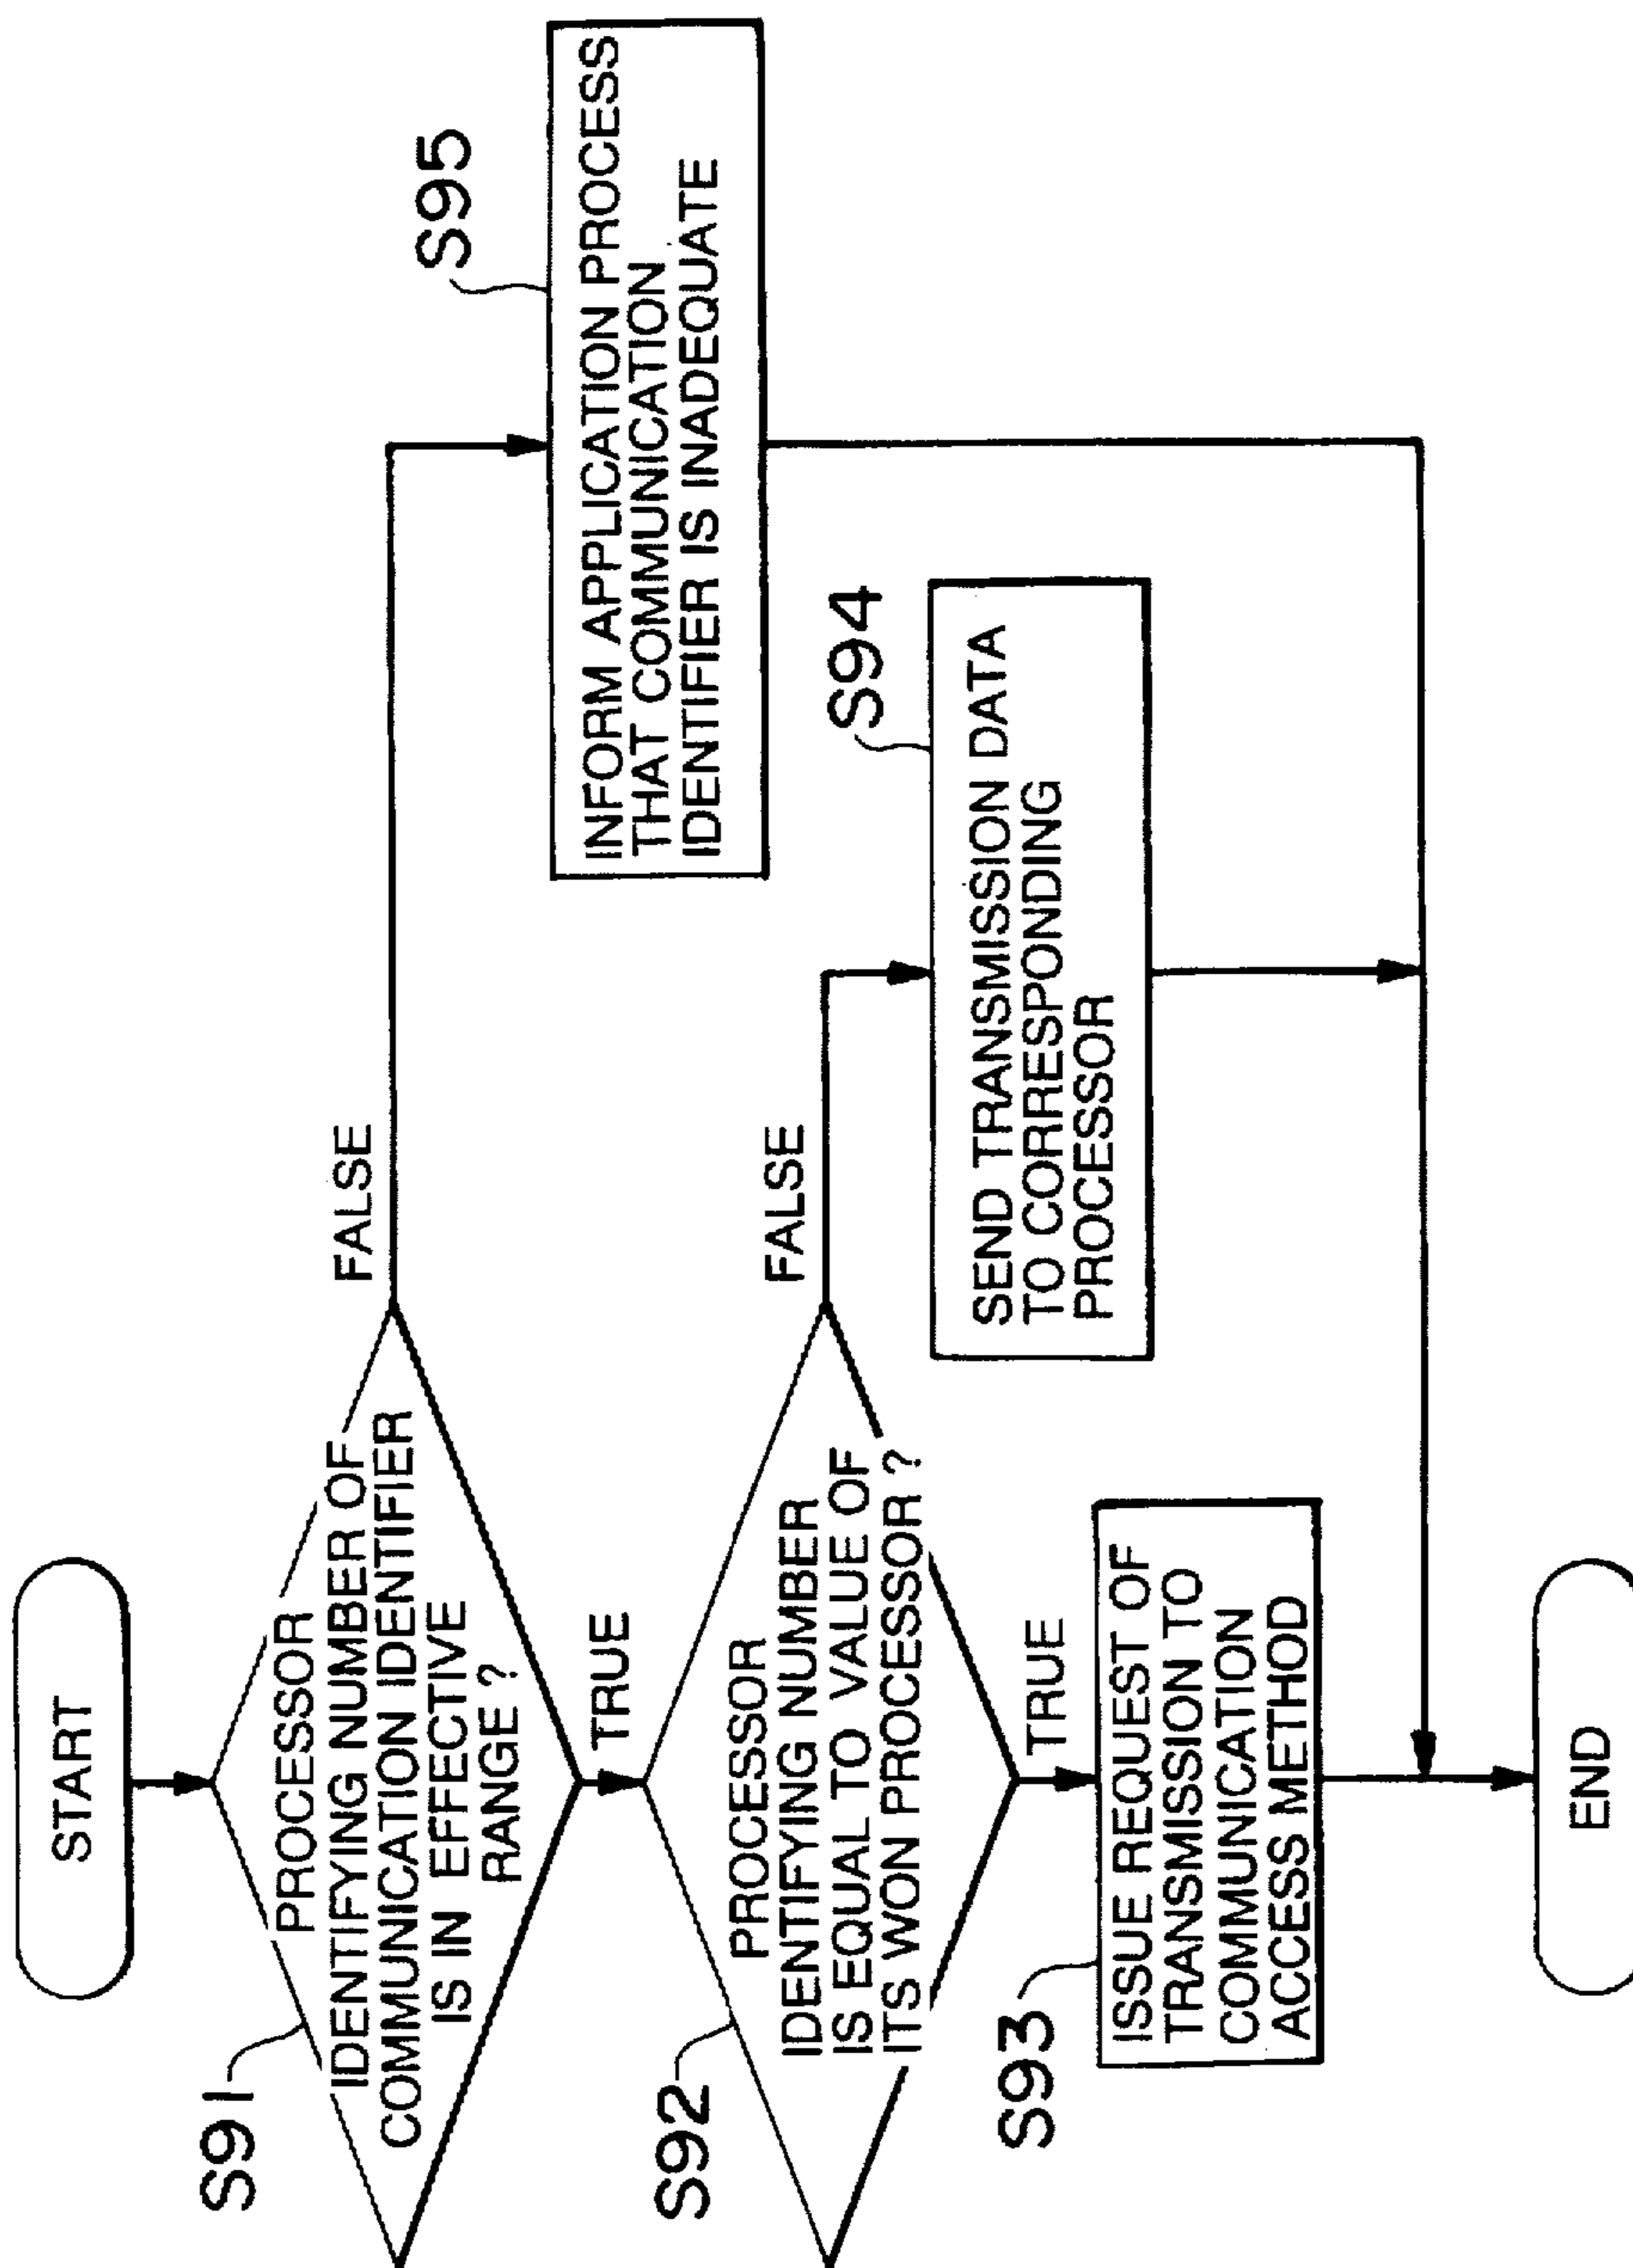 START
S91
PROCESSOR
IDENTIFYING NUMBER OF
COMMUNICATION IDENTIFIER
IS IN EFFECTIVE
RANGE ?
FALSE
TRUE
S95
INFORM APPLICATION PROCESS
THAT COMMUNICATION
IDENTIFIER IS INADEQUATE
S92
PROCESSOR
IDENTIFYING NUMBER
IS EQUAL TO VALUE OF
ITS WON PROCESSOR ?
FALSE
TRUE
S94
SEND TRANSMISSION DATA
TO CORRESPONDING
PROCESSOR
S93
ISSUE REQUEST OF
TRANSMISSION TO
COMMUNICATION
ACCESS METHOD
END